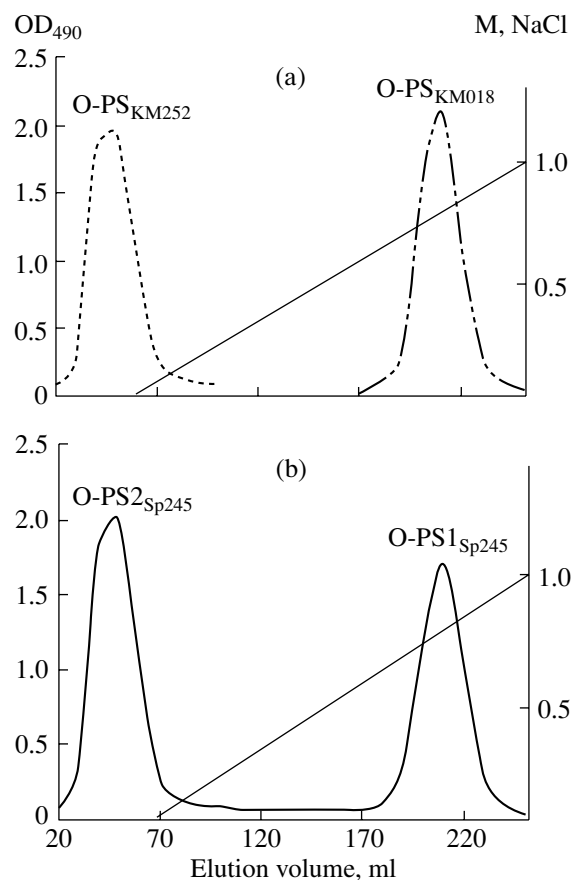 OD490 M, NaCl
2.5 (a)
O-PSKM252 O-PSKM018
2.0
1.0
1.5
1.0
0.5
0.5
0
2.5 (b)
O-PS2Sp245
O-PS1Sp245
2.0
1.0
1.5
1.0
0.5
0.5
0
20 70 120 170 220
Elution volume, ml